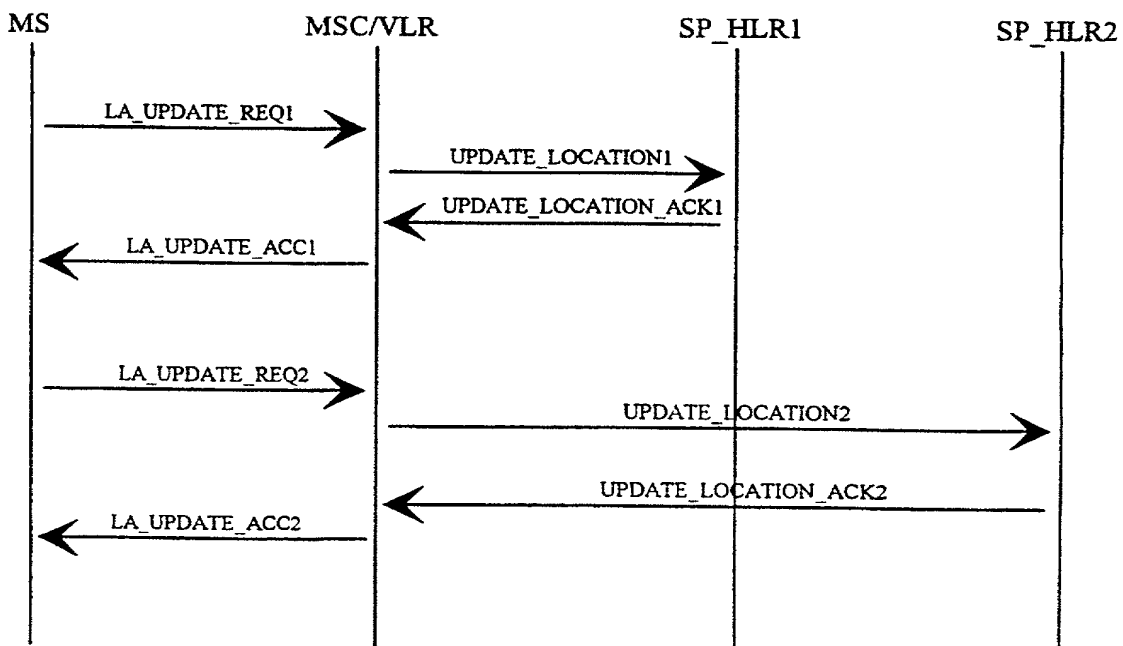 MS
MSC/VLR
SP_HLR1
SP_HLR2
LA_UPDATE_REQ1
UPDATE_LOCATION1
UPDATE_LOCATION_ACK1
LA_UPDATE_ACC1
LA_UPDATE_REQ2
UPDATE_LOCATION2
UPDATE_LOCATION_ACK2
LA_UPDATE_ACC2